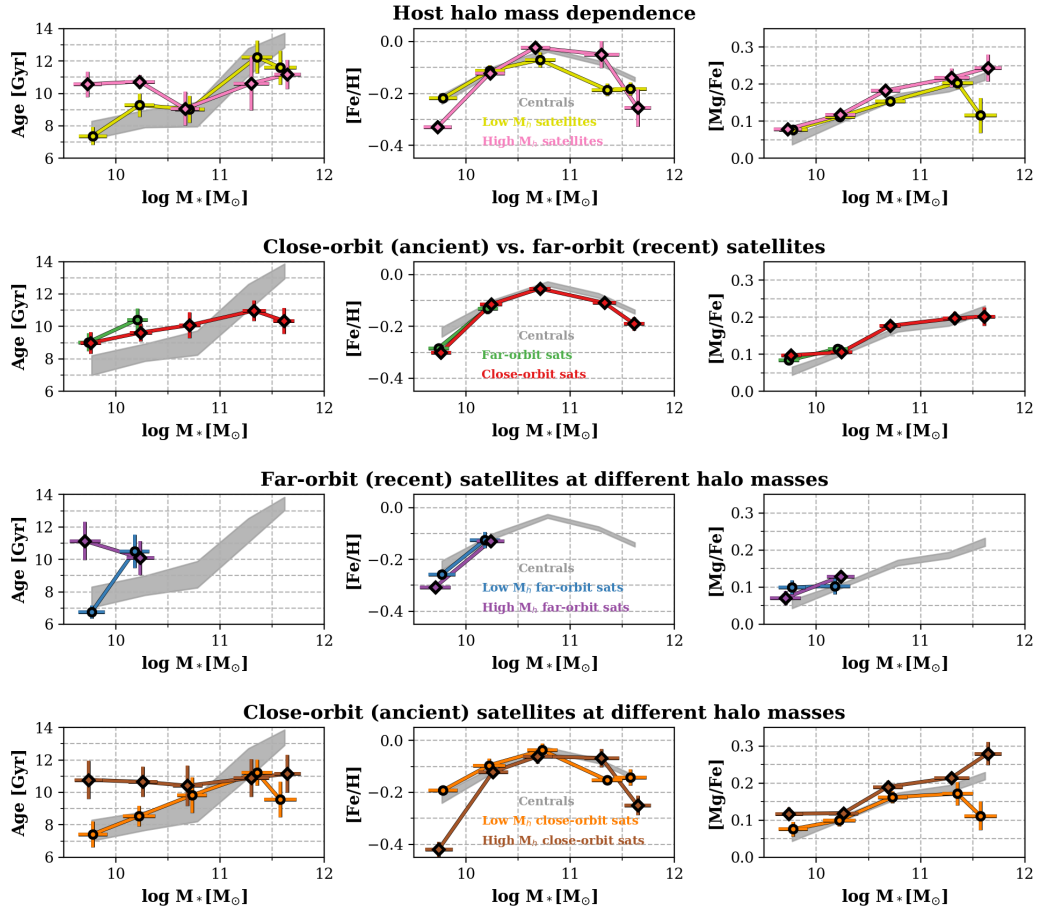 Host halo mass dependence
Age [Gyr]
14
12
10
8
6
10
11
12
log M*[M⊙]
[Fe/H]
0.0
−0.2
−0.4
Centrals
Low Mh satellites
High Mh satellites
10
11
12
log M*[M⊙]
[Mg/Fe]
0.3
0.2
0.1
0.0
10
11
12
log M*[M⊙]
Close-orbit (ancient) vs. far-orbit (recent) satellites
Age [Gyr]
14
12
10
8
6
10
11
12
log M*[M⊙]
[Fe/H]
0.0
−0.2
−0.4
Centrals
Far-orbit sats
Close-orbit sats
10
11
12
log M*[M⊙]
[Mg/Fe]
0.3
0.2
0.1
0.0
10
11
12
log M*[M⊙]
Far-orbit (recent) satellites at different halo masses
Age [Gyr]
14
12
10
8
6
10
11
12
log M*[M⊙]
[Fe/H]
0.0
−0.2
−0.4
Centrals
Low Mh far-orbit sats
High Mh far-orbit sats
10
11
12
log M*[M⊙]
[Mg/Fe]
0.3
0.2
0.1
0.0
10
11
12
log M*[M⊙]
Close-orbit (ancient) satellites at different halo masses
Age [Gyr]
14
12
10
8
6
10
11
12
log M*[M⊙]
[Fe/H]
0.0
−0.2
−0.4
Centrals
Low Mh close-orbit sats
High Mh close-orbit sats
10
11
12
log M*[M⊙]
[Mg/Fe]
0.3
0.2
0.1
0.0
10
11
12
log M*[M⊙]